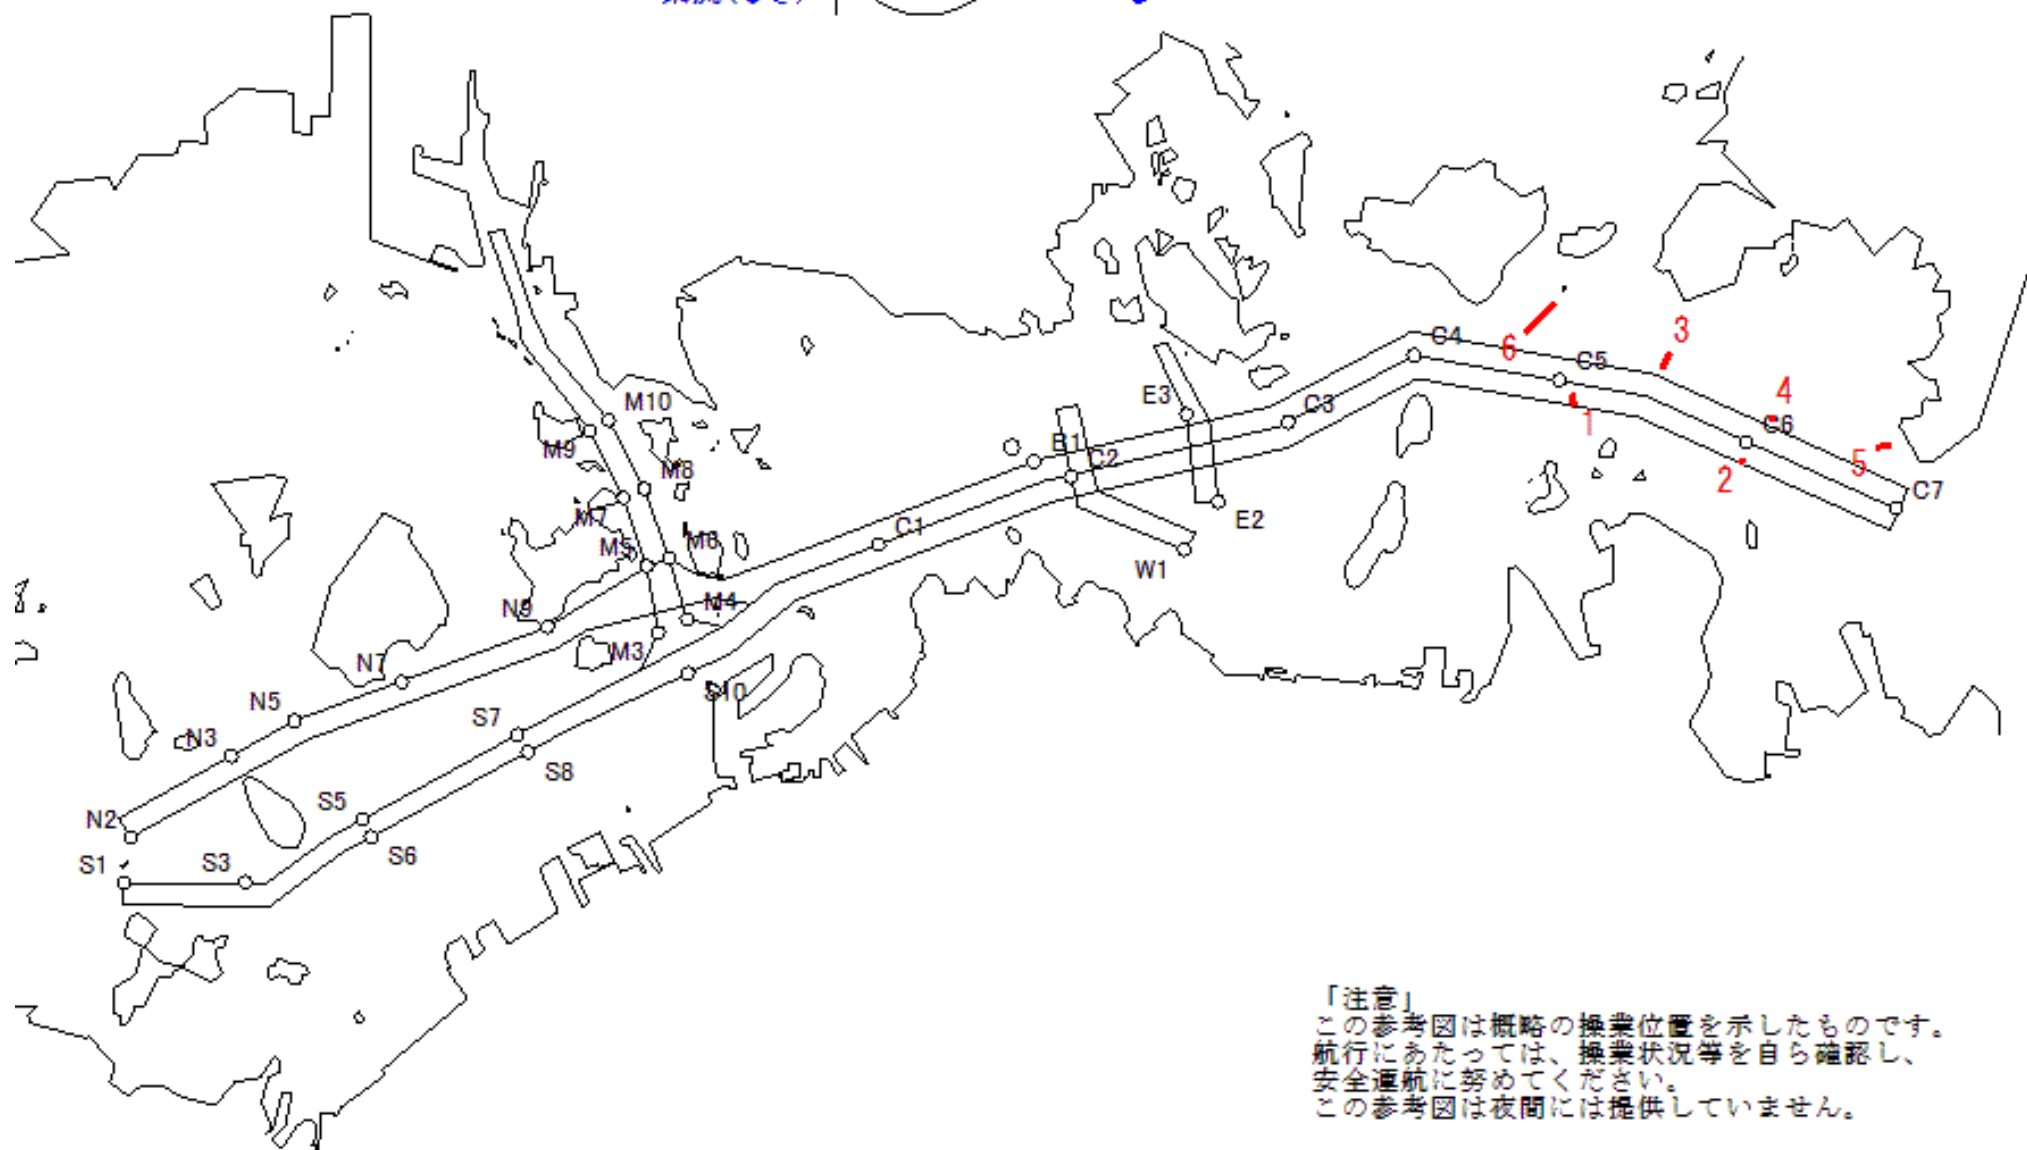 C4
3
6
C5
M10
E3
C3
4
1
C6
M9
B1
M8
C2
5
2
C7
M7
E2
C1
M5
M6
W1
N9
M4
M3
N7
S10
N5
S7
N3
S8
S5
N2
S6
S1
S3
「注意」
この参考図は概略の操業位置を示したものです。
航行にあたっては、操業状況等を自ら確認し、
安全運航に努めてください。
この参考図は夜間には提供していません。